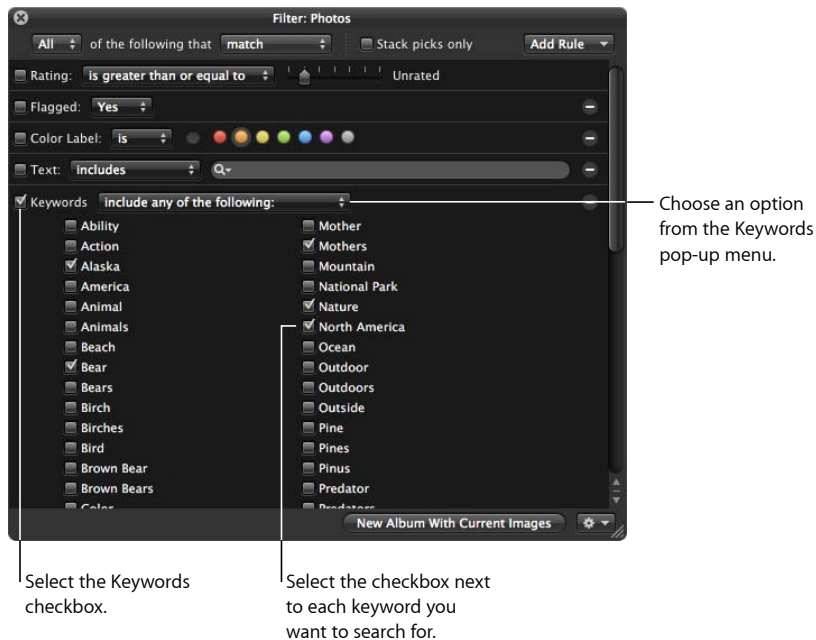 Filter: Photos
All of the following that match Stack picks only Add Rule
Rating: is greater than or equal to Unrated
Flagged: Yes
Color Label: is
Text: includes
Keywords include any of the following:
Ability Mother
Action Mothers
Alaska Mountain
America National Park
Animal Nature
Animals North America
Beach Ocean
Bear Outdoor
Bears Outdoors
Birch Outside
Birches Pine
Bird Pines
Brown Bear Pinus
Brown Bears Predator
Color Predators
New Album With Current Images
Choose an option
from the Keywords
pop-up menu.
Select the Keywords
checkbox.
Select the checkbox next
to each keyword you
want to search for.